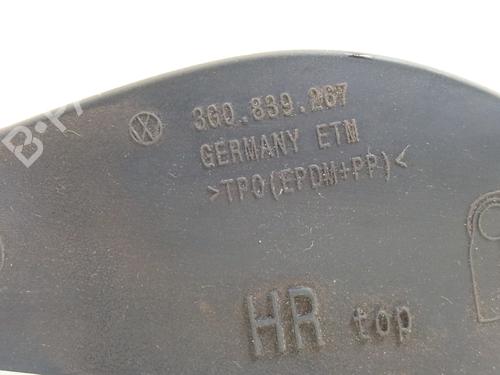 3G0.839.267
GERMANY ETM
>TPO(EPDM+PP)<
HR top